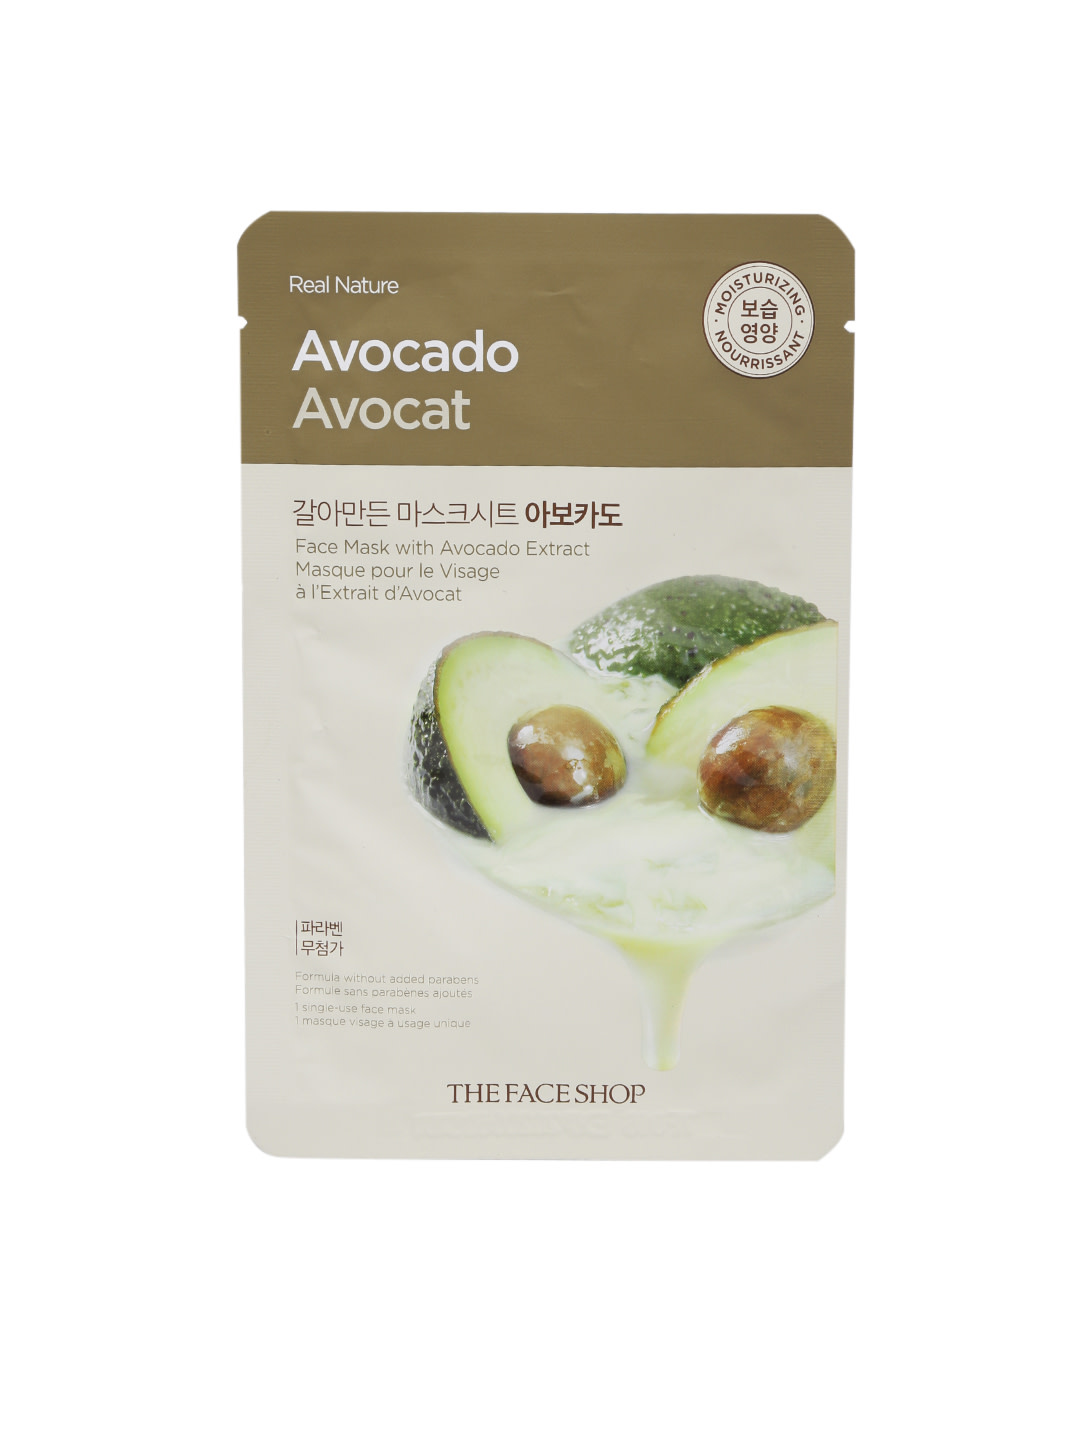 Real Nature
Avocado
Avocat
MOISTURIZING
보습
영양
NOURRISSANT
갈아만든 마스크시트 아보카도
Face Mask with Avocado Extract
Masque pour le Visage
à l'Extrait d'Avocat
파라벤
무첨가
Formula without added parabens
Formule sans parabènes ajoutés
1 single-use face mask
1 masque visage à usage unique
THE FACE SHOP